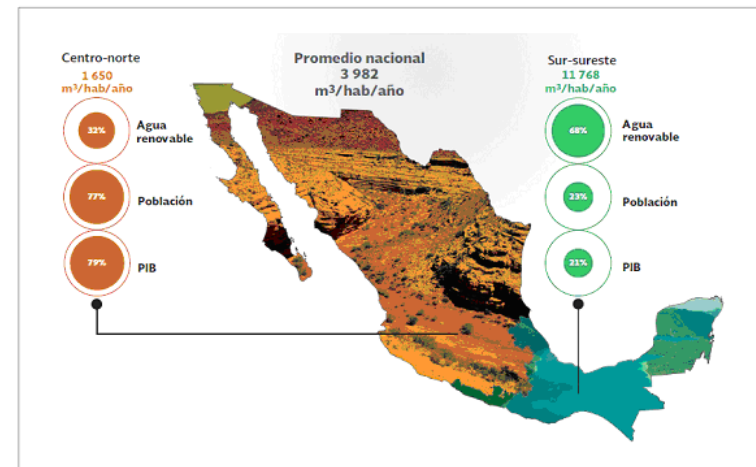 Centro-norte
1 650
m³/hab/año
32%
Agua
renovable
77%
Población
79%
PIB
Promedio nacional
3 982
m³/hab/año
Sur-sureste
11 768
m³/hab/año
68%
Agua
renovable
23%
Población
21%
PIB